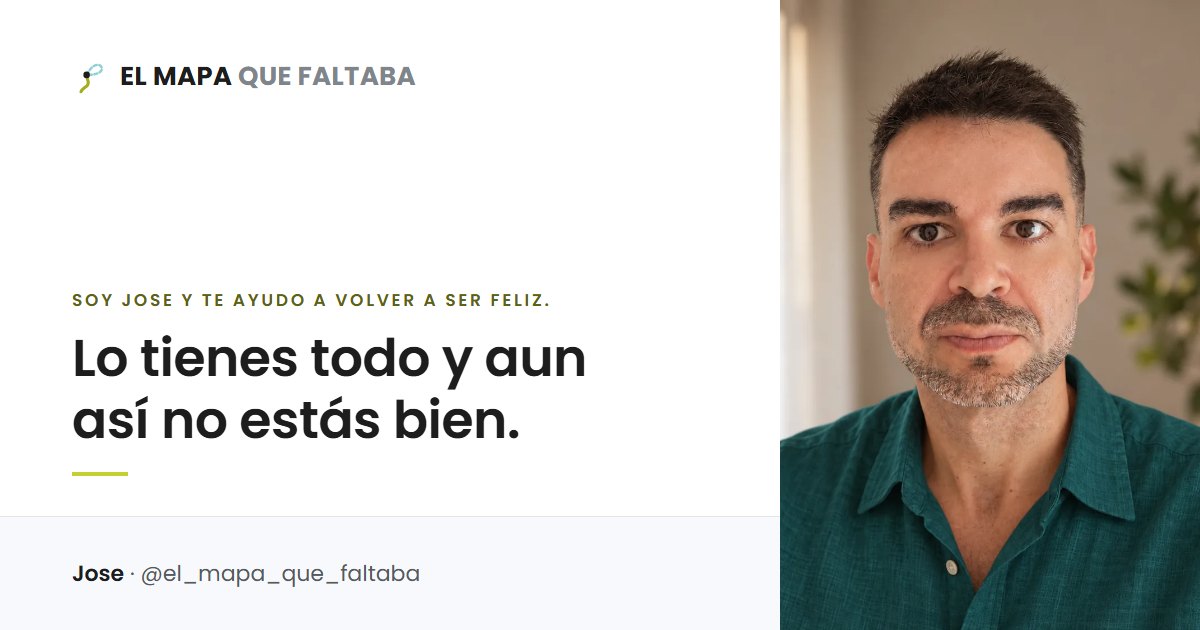 EL MAPA QUE FALTABA
SOY JOSE Y TE AYUDO A VOLVER A SER FELIZ.
Lo tienes todo y aun
así no estás bien.
Jose · @el_mapa_que_faltaba